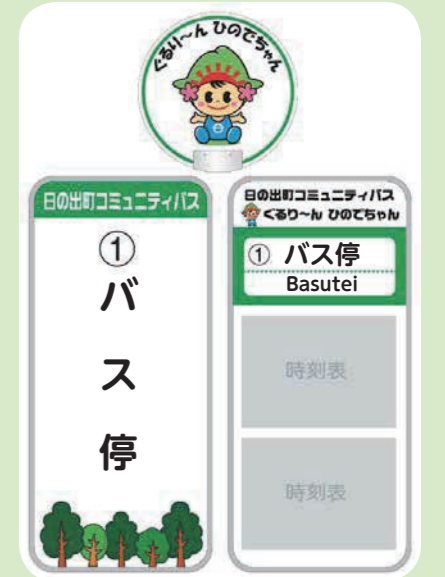 ぐるり〜ん ひのでちゃん
日の出町コミュニティバス
①
バス停
日の出町コミュニティバス
ぐるり〜ん ひのでちゃん
① バス停
Basutei
時刻表
時刻表